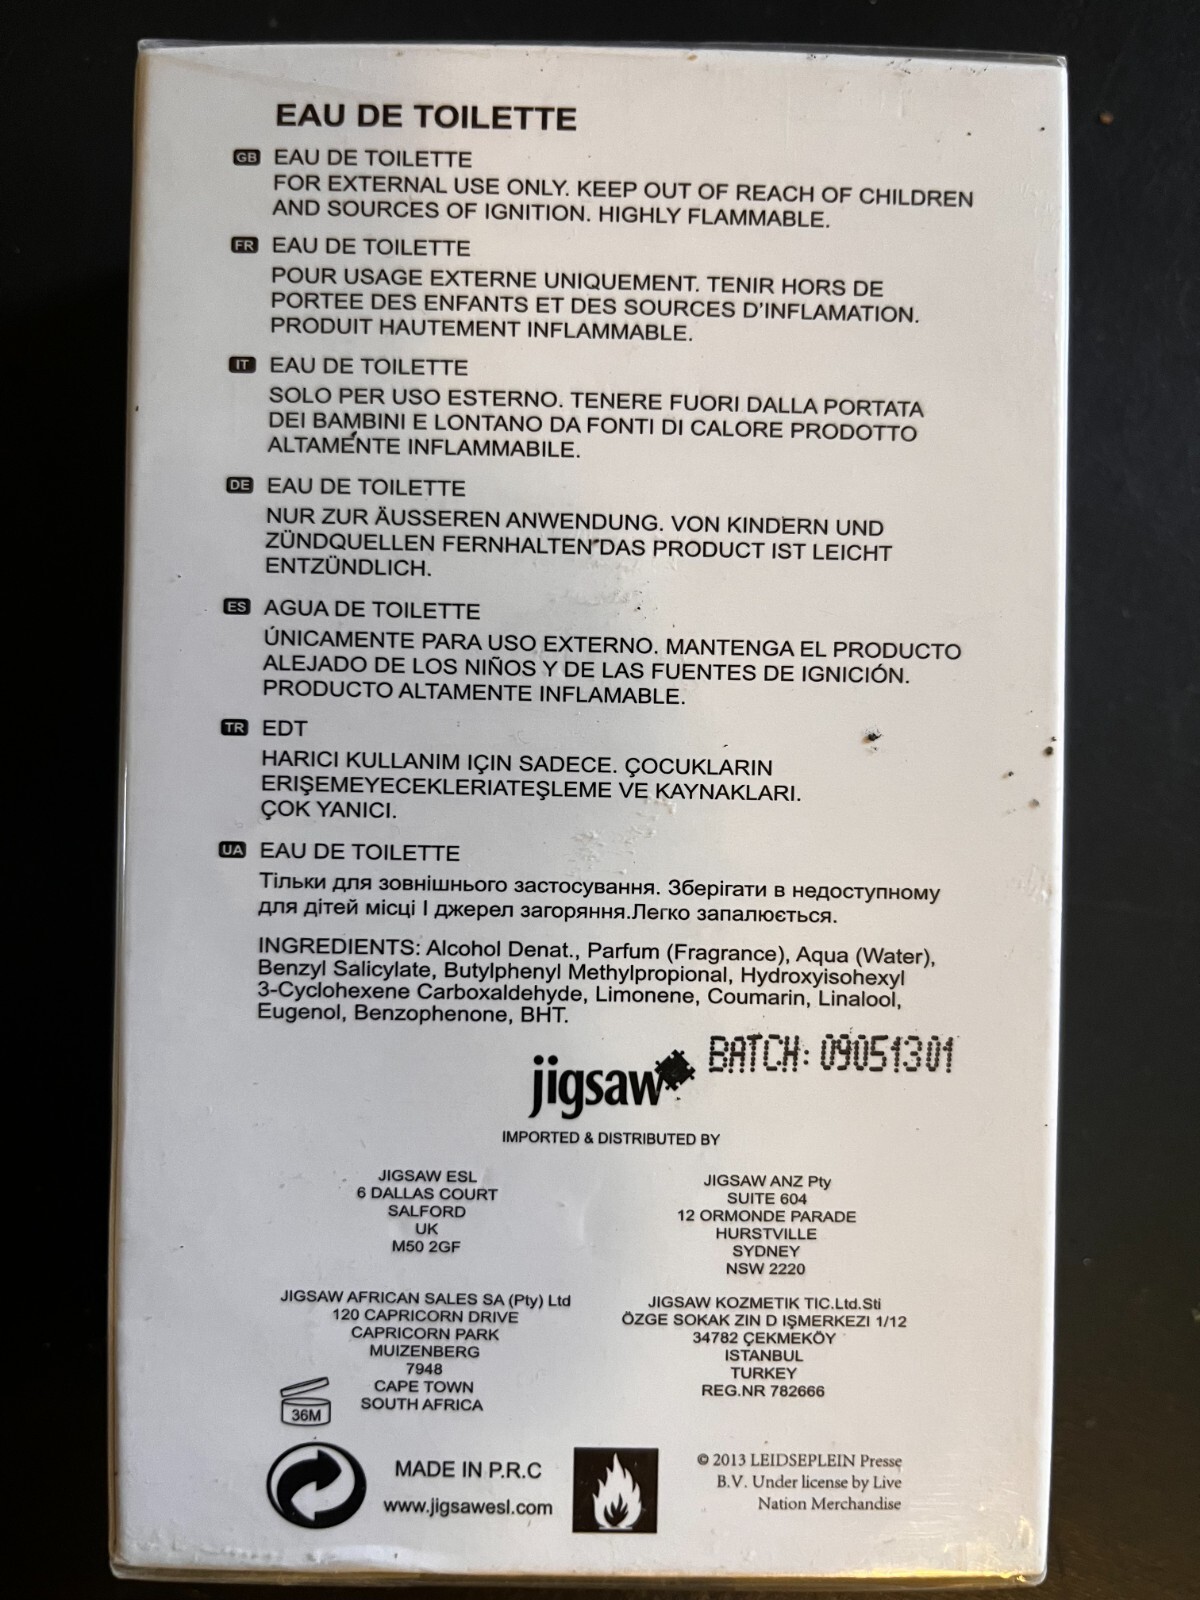 EAU DE TOILETTE
GB EAU DE TOILETTE
FOR EXTERNAL USE ONLY. KEEP OUT OF REACH OF CHILDREN
AND SOURCES OF IGNITION. HIGHLY FLAMMABLE.
FR EAU DE TOILETTE
POUR USAGE EXTERNE UNIQUEMENT. TENIR HORS DE
PORTEE DES ENFANTS ET DES SOURCES D'INFLAMATION.
PRODUIT HAUTEMENT INFLAMMABLE.
IT EAU DE TOILETTE
SOLO PER USO ESTERNO. TENERE FUORI DALLA PORTATA
DEI BAMBINI E LONTANO DA FONTI DI CALORE PRODOTTO
ALTAMENTE INFLAMMABILE.
DE EAU DE TOILETTE
NUR ZUR ÄUSSEREN ANWENDUNG. VON KINDERN UND
ZÜNDQUELLEN FERNHALTEN DAS PRODUCT IST LEICHT
ENTZÜNDLICH.
ES AGUA DE TOILETTE
ÚNICAMENTE PARA USO EXTERNO. MANTENGA EL PRODUCTO
ALEJADO DE LOS NIÑOS Y DE LAS FUENTES DE IGNICIÓN.
PRODUCTO ALTAMENTE INFLAMABLE.
TR EDT
HARICI KULLANIM IÇIN SADECE. ÇOCUKLARIN
ERIŞEMEYECEKLERIATEŞLEME VE KAYNAKLARI.
ÇOK YANICI.
UA EAU DE TOILETTE
Тільки для зовнішнього застосування. Зберігати в недоступному
для дітей місці І джерел загоряння.Легко запалюється.
INGREDIENTS: Alcohol Denat., Parfum (Fragrance), Aqua (Water),
Benzyl Salicylate, Butylphenyl Methylpropional, Hydroxyisohexyl
3-Cyclohexene Carboxaldehyde, Limonene, Coumarin, Linalool,
Eugenol, Benzophenone, BHT.
BATCH: 09051301
jigsaw
IMPORTED & DISTRIBUTED BY
JIGSAW ESL
6 DALLAS COURT
SALFORD
UK
M50 2GF
JIGSAW ANZ Pty
SUITE 604
12 ORMONDE PARADE
HURSTVILLE
SYDNEY
NSW 2220
JIGSAW AFRICAN SALES SA (Pty) Ltd
120 CAPRICORN DRIVE
CAPRICORN PARK
MUIZENBERG
7948
CAPE TOWN
SOUTH AFRICA
JIGSAW KOZMETIK TIC.Ltd.Sti
ÖZGE SOKAK ZIN D IŞMERKEZI 1/12
34782 ÇEKMEKÖY
ISTANBUL
TURKEY
REG.NR 782666
36M
MADE IN P.R.C
www.jigsawesl.com
© 2013 LEIDSEPLEIN Presse
B.V. Under license by Live
Nation Merchandise